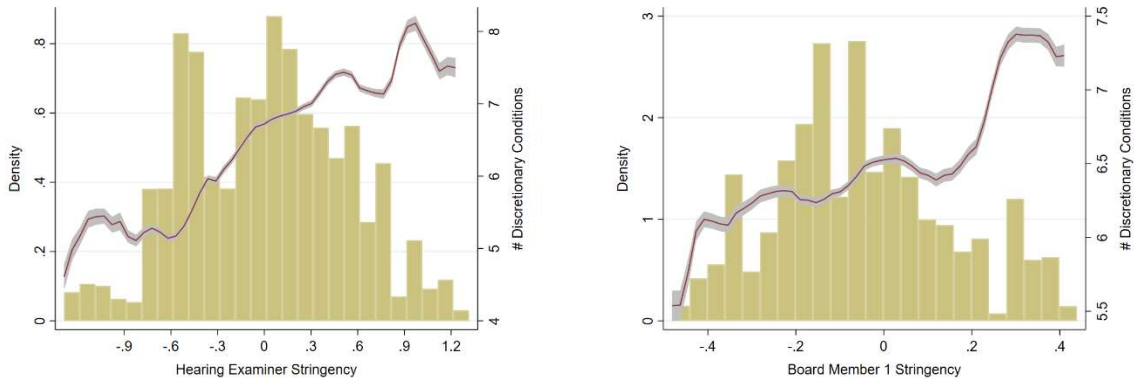 .8
.6
.4
.2
0
Density
8
7
6
5
4
# Discretionary Conditions
-.9 -.6 -.3 0 .3 .6 .9 1.2
Hearing Examiner Stringency
3
2
1
0
Density
7.5
7
6.5
6
5.5
# Discretionary Conditions
-.4 -.2 0 .2 .4
Board Member 1 Stringency